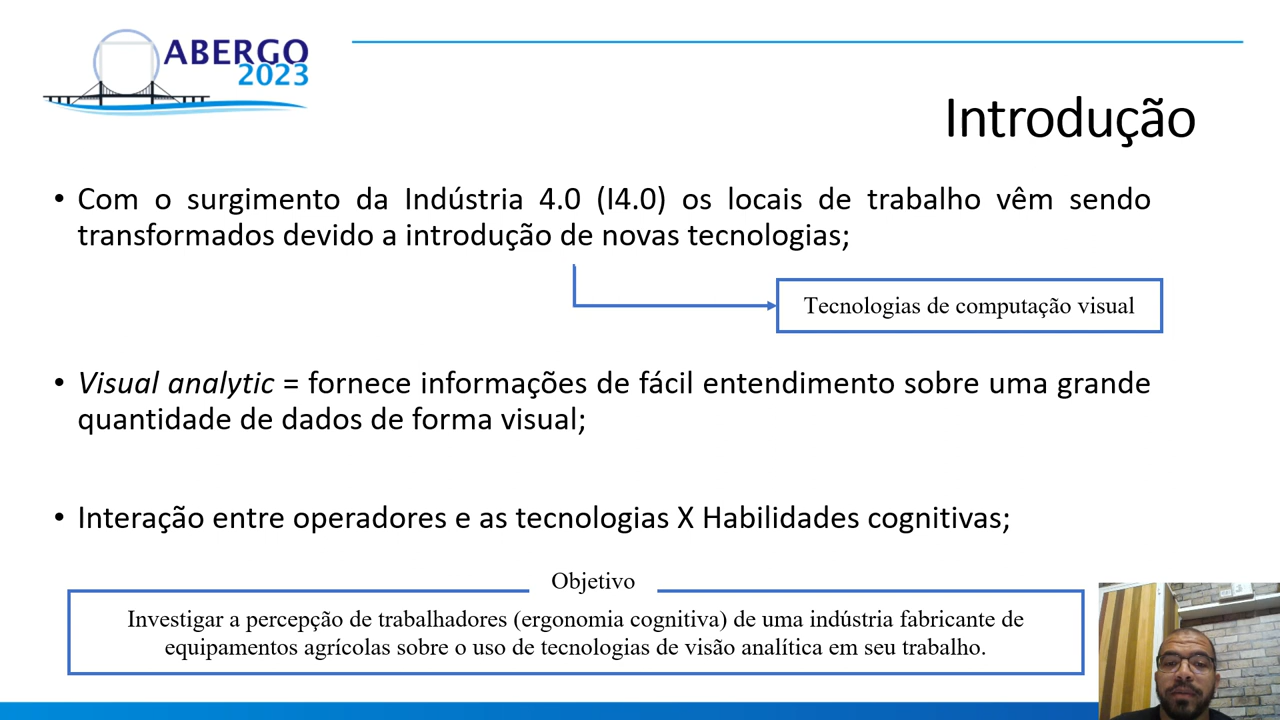 ABERGO
2023
Introdução
• Com o surgimento da Indústria 4.0 (I4.0) os locais de trabalho vêm sendo
transformados devido a introdução de novas tecnologias;
Tecnologias de computação visual
• Visual analytic = fornece informações de fácil entendimento sobre uma grande
quantidade de dados de forma visual;
• Interação entre operadores e as tecnologias X Habilidades cognitivas;
Objetivo
Investigar a percepção de trabalhadores (ergonomia cognitiva) de uma indústria fabricante de
equipamentos agrícolas sobre o uso de tecnologias de visão analítica em seu trabalho.